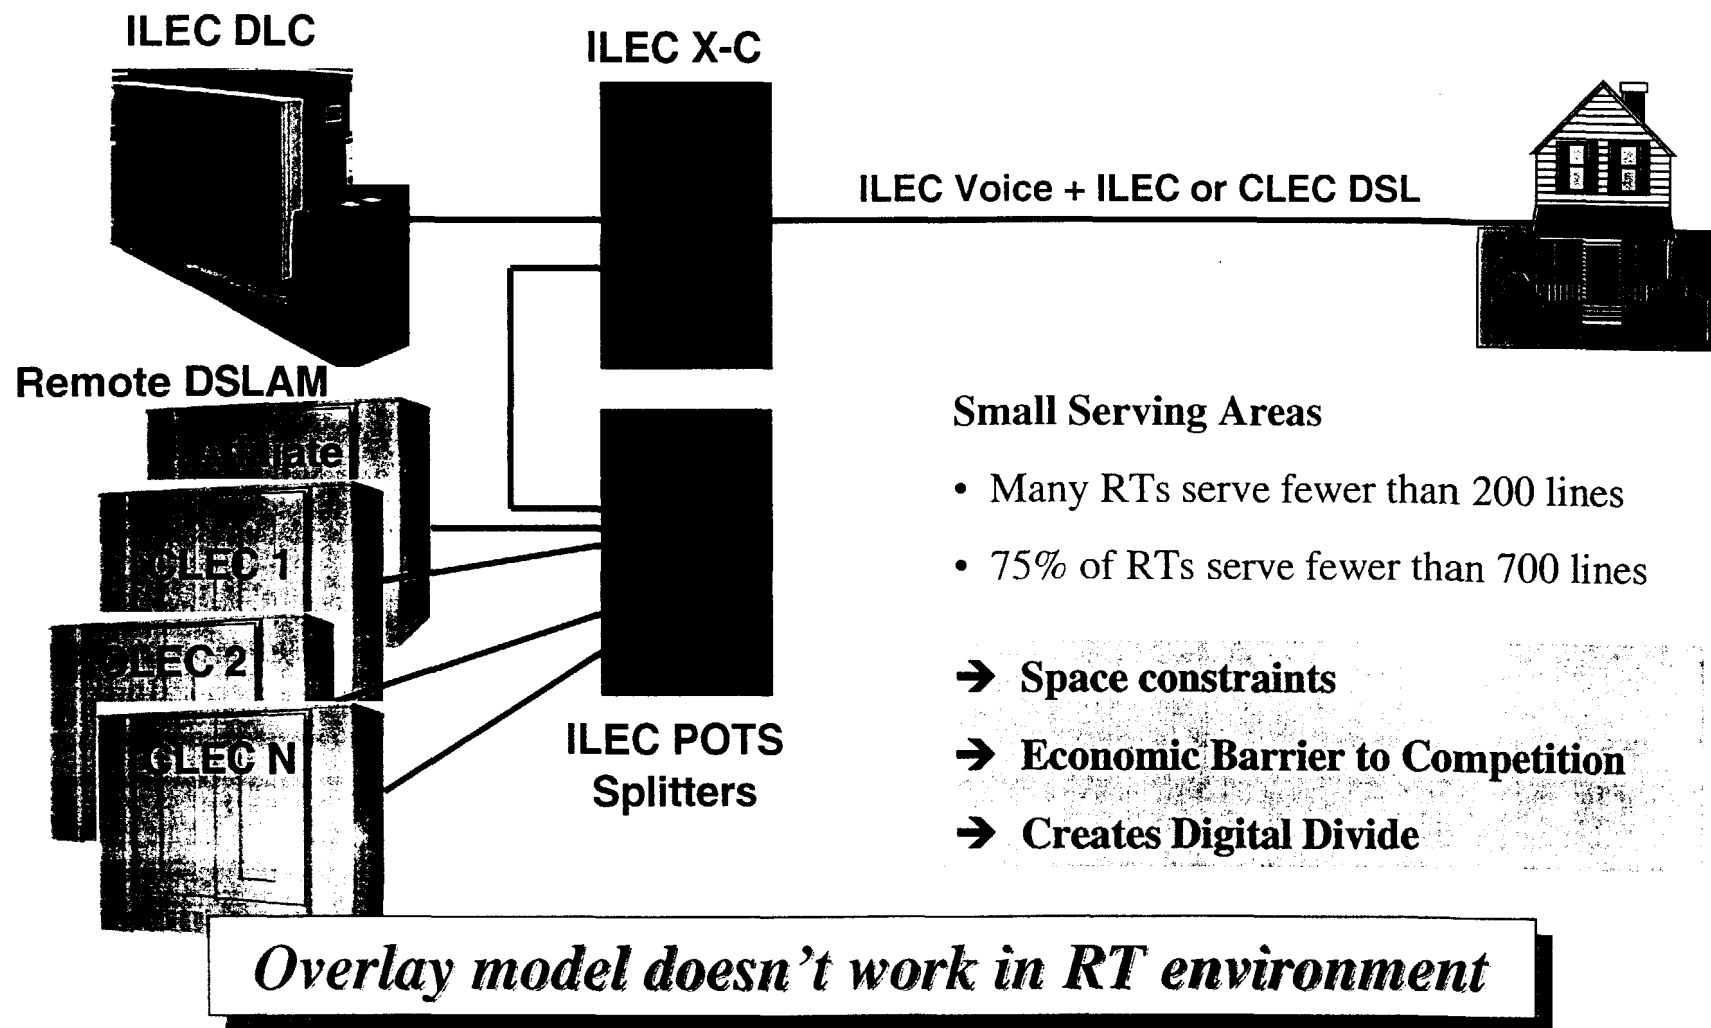 ILEC DLC
ILEC X-C
ILEC Voice + ILEC or CLEC DSL
Remote DSLAM
CLEC 1
CLEC 2
CLEC N
ILEC POTS
Splitters
Small Serving Areas
• Many RTs serve fewer than 200 lines
• 75% of RTs serve fewer than 700 lines
➔ Space constraints
➔ Economic Barrier to Competition
➔ Creates Digital Divide
Overlay model doesn't work in RT environment